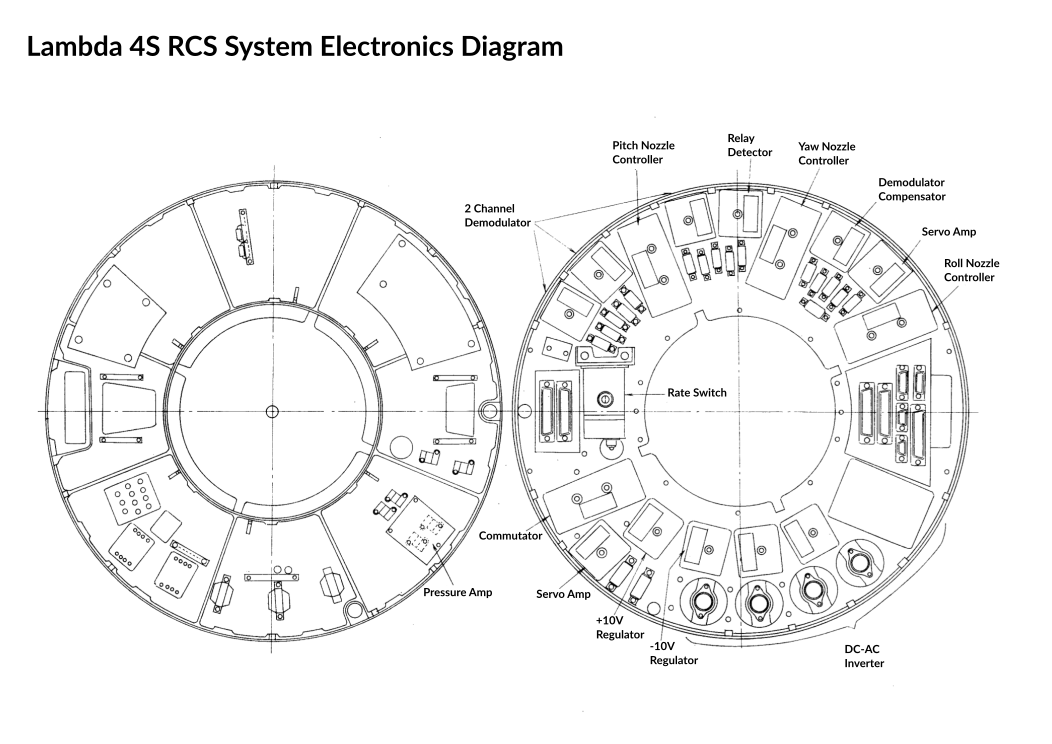 Lambda 4S RCS System Electronics Diagram
Pitch Nozzle
Controller
Relay
Detector
Yaw Nozzle
Controller
Demodulator
Compensator
2 Channel
Demodulator
Servo Amp
Roll Nozzle
Controller
Rate Switch
Commutator
Pressure Amp
Servo Amp
+10V
Regulator
-10V
Regulator
DC-AC
Inverter